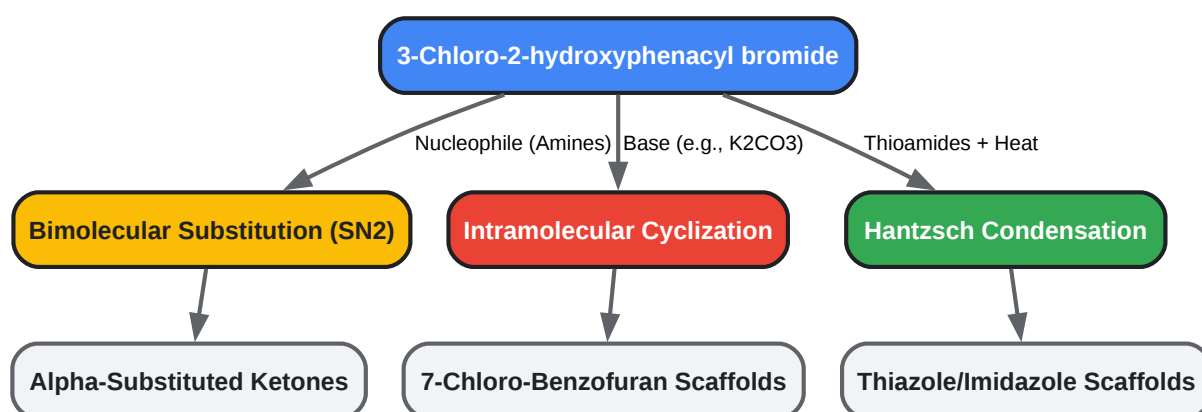 3-Chloro-2-hydroxyphenacyl bromide
Nucleophile (Amines)
Base (e.g., K2CO3)
Thioamides + Heat
Bimolecular Substitution (SN2)
Intramolecular Cyclization
Hantzsch Condensation
Alpha-Substituted Ketones
7-Chloro-Benzofuran Scaffolds
Thiazole/Imidazole Scaffolds